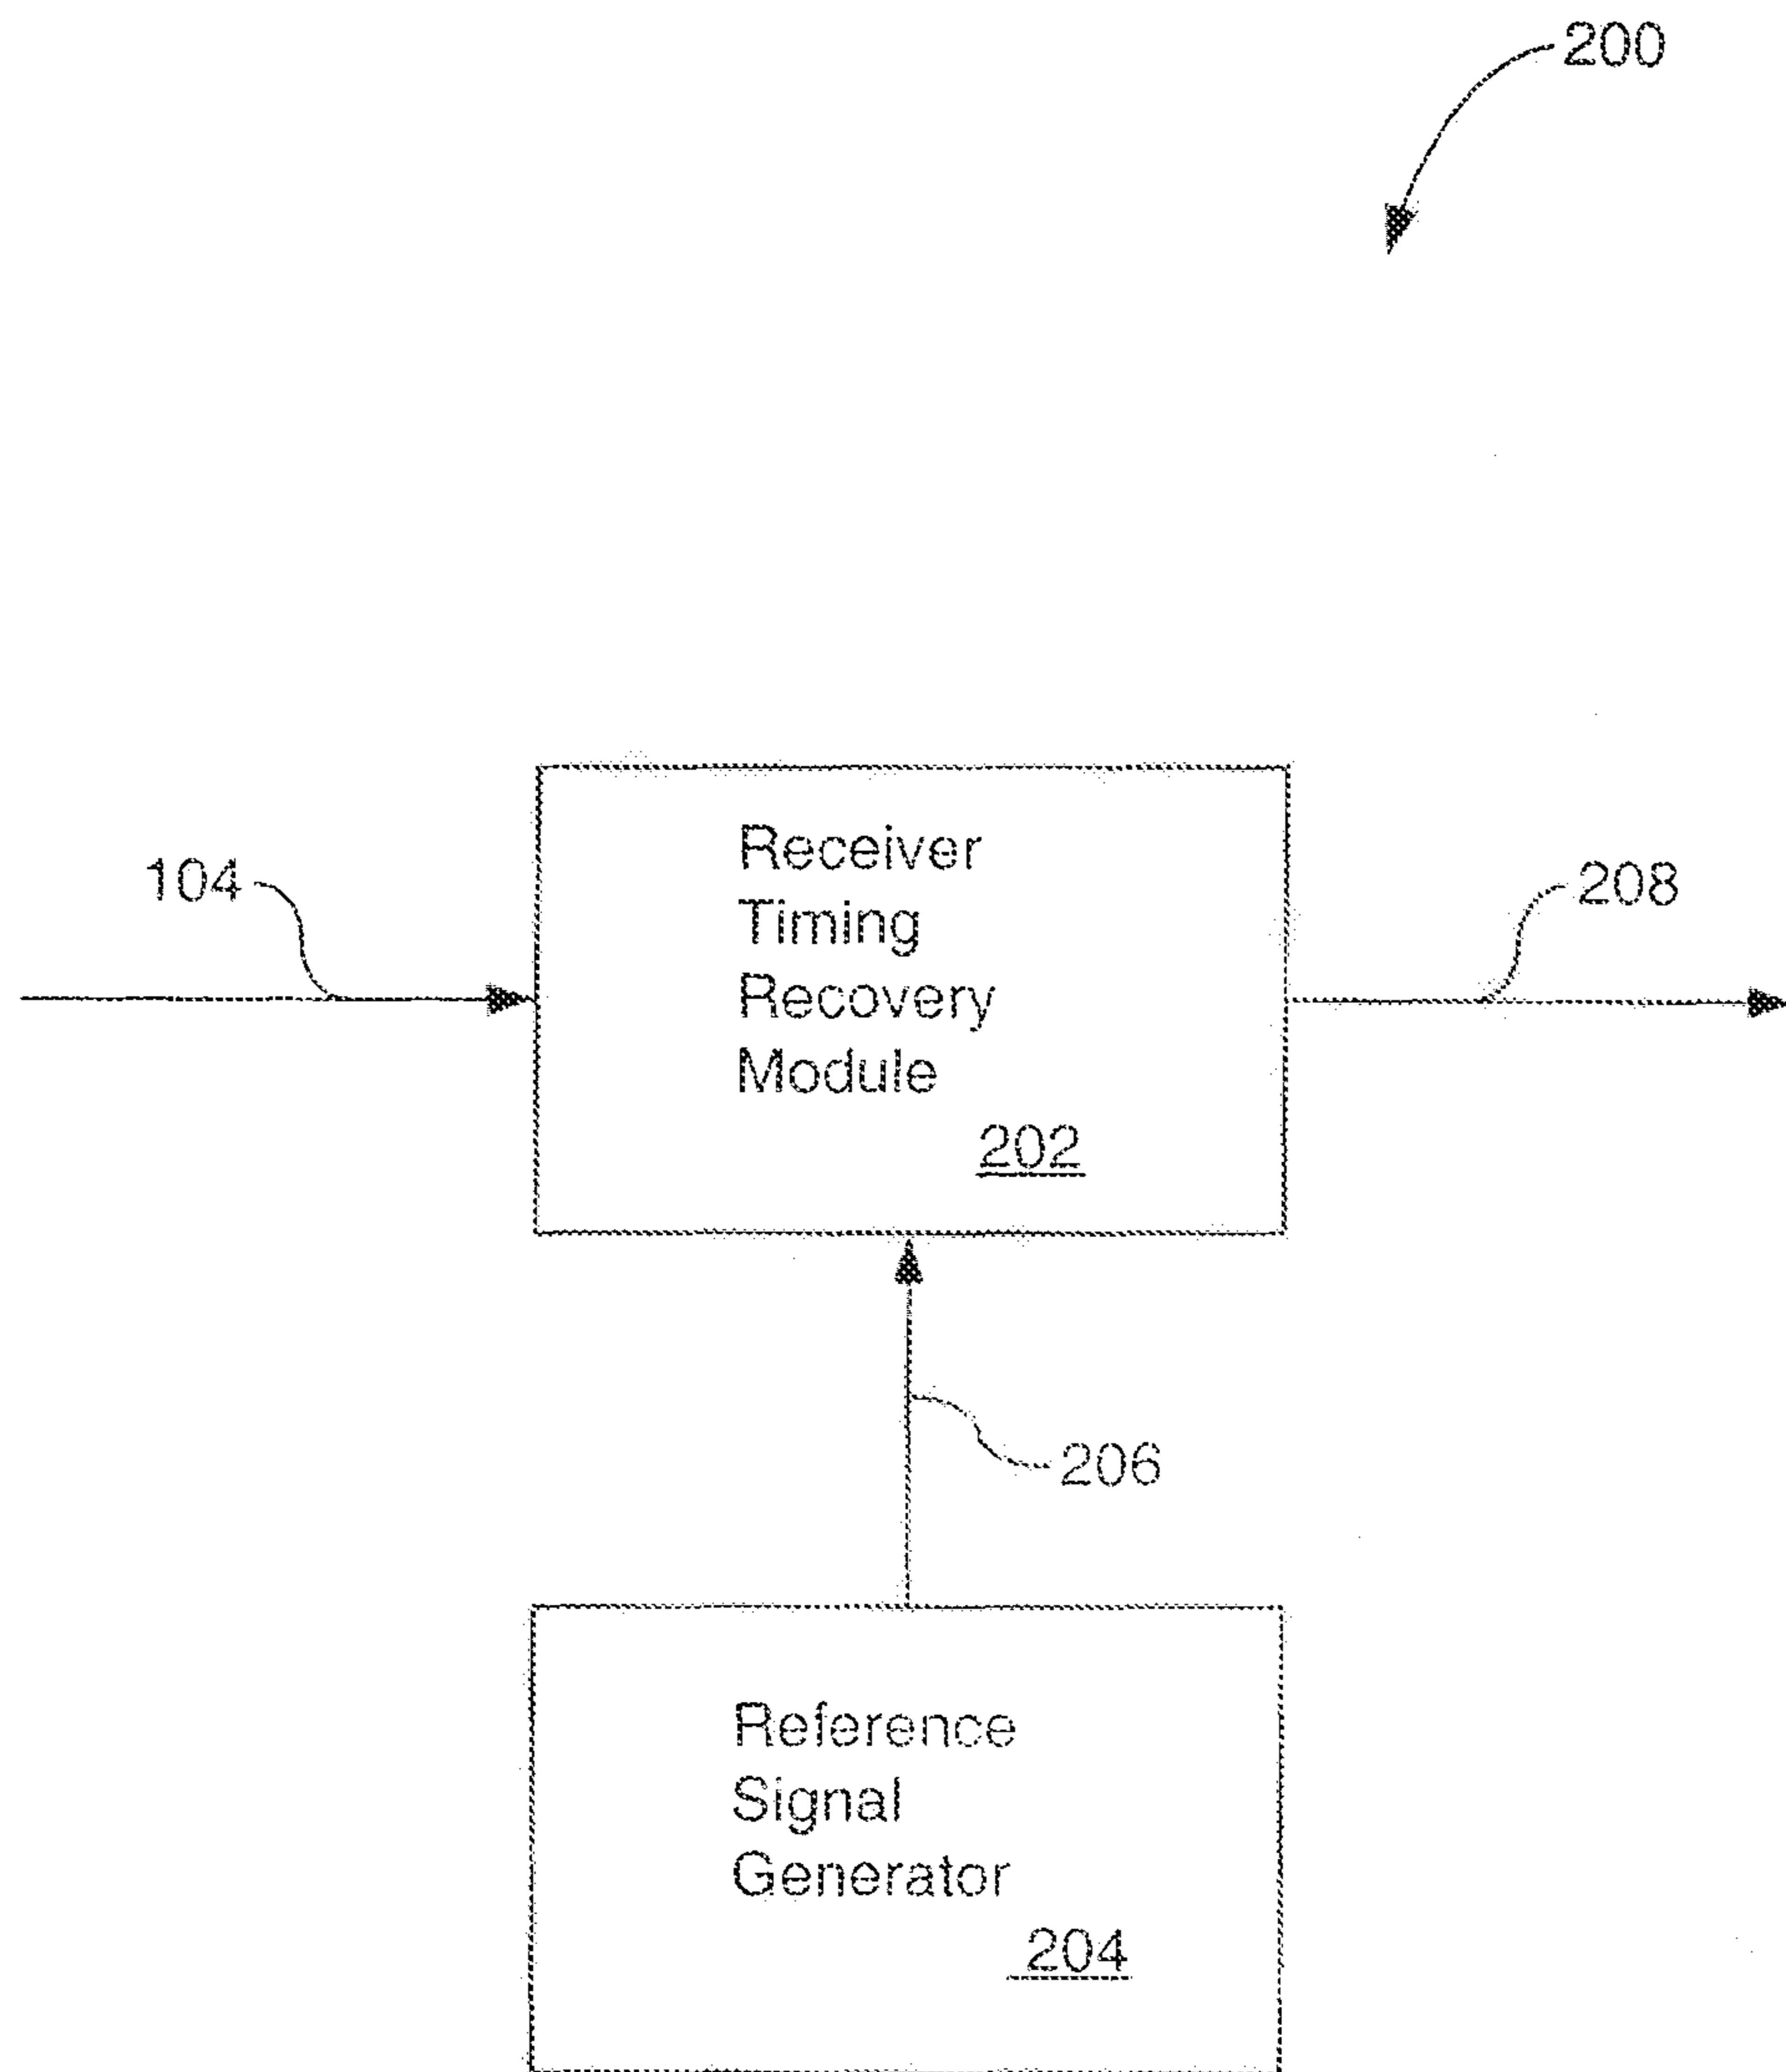 200
Receiver
Timing
Recovery
Module
202
104
208
206
Reference
Signal
Generator
204